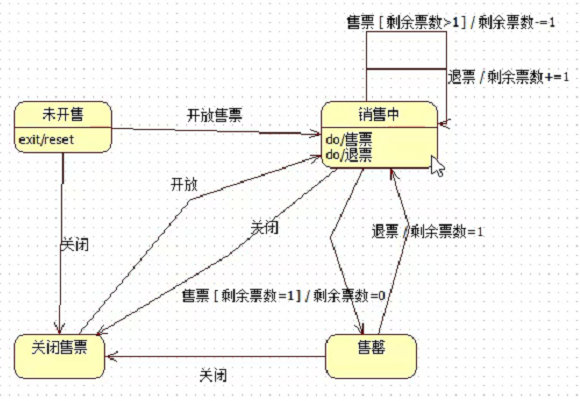 售票 [ 剩余票数>1] / 剩余票数-=1
退票 / 剩余票数+=1
未开售
exit/reset
开放售票
销售中
do/售票
do/退票
开放
关闭
关闭
退票 / 剩余票数=1
售票 [ 剩余票数=1] / 剩余票数=0
关闭售票
售罄
关闭